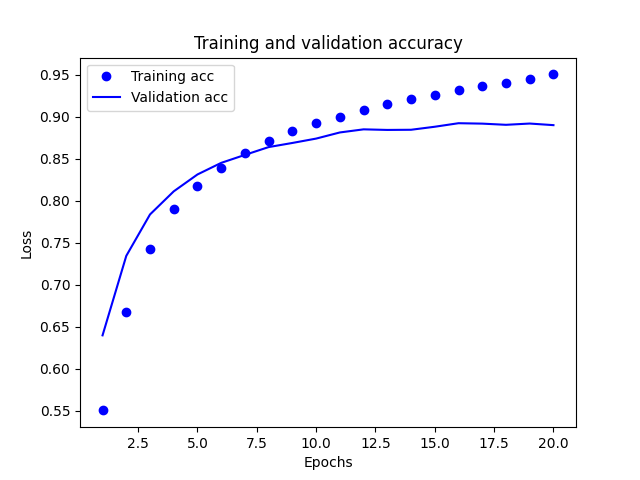 Training and validation accuracy
Training acc
Validation acc
0.95
0.90
0.85
0.80
0.75
0.70
0.65
0.60
0.55
Loss
2.5 5.0 7.5 10.0 12.5 15.0 17.5 20.0
Epochs